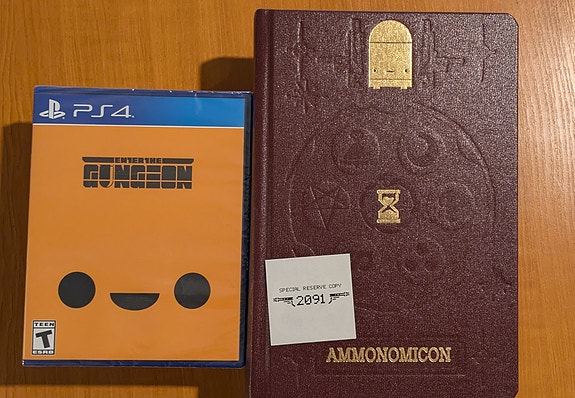 PS4
ENTER THE
GUNGEON
TEEN
T
ESRB
SPECIAL RESERVE COPY
2091
AMMONOMICON